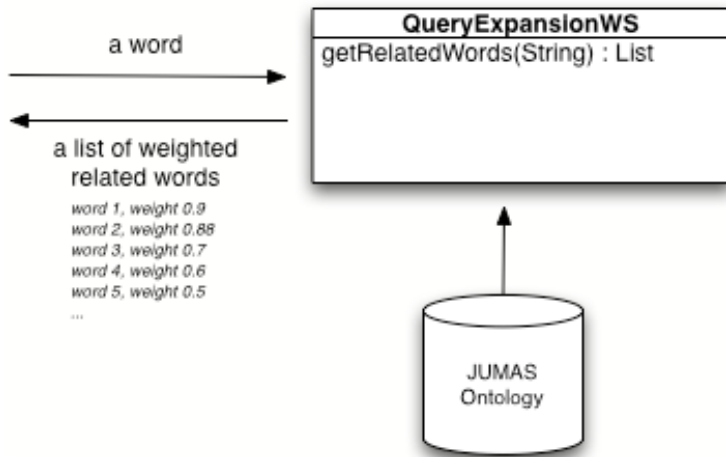 a word
QueryExpansionWS
getRelatedWords(String) : List
a list of weighted
related words
word 1, weight 0.9
word 2, weight 0.88
word 3, weight 0.7
word 4, weight 0.6
word 5, weight 0.5
...
JUMAS
Ontology